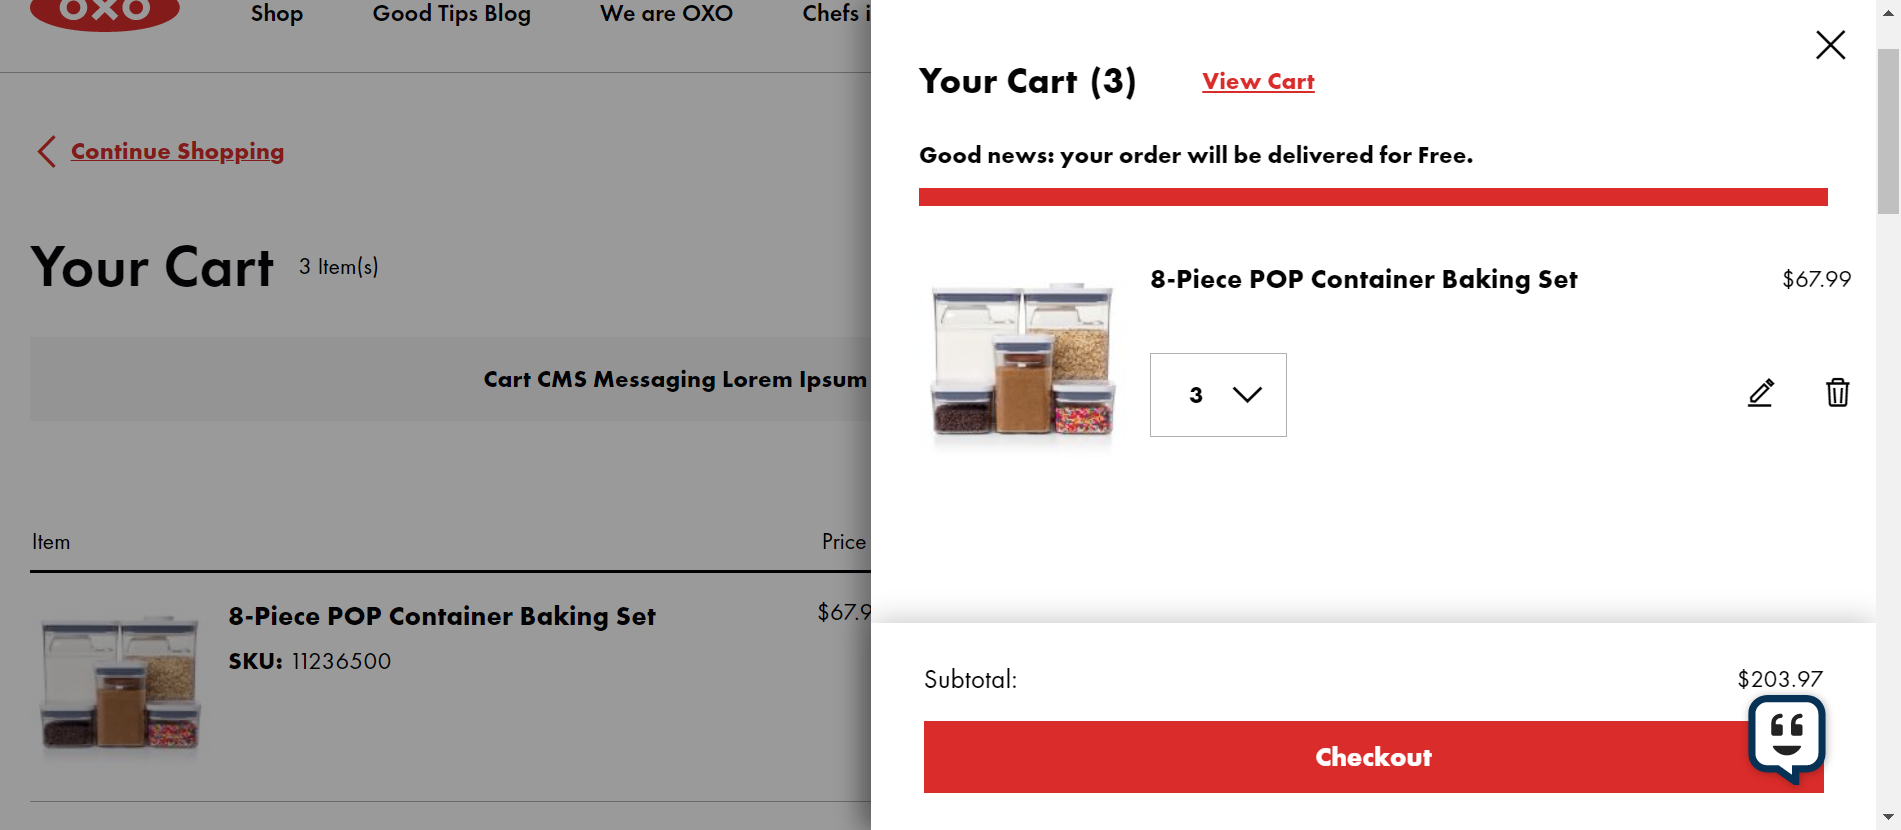 OXO
Shop
Good Tips Blog
We are OXO
Chefs i
Continue Shopping
Your Cart
3 Item(s)
Cart CMS Messaging Lorem Ipsum
Item
Price
8-Piece POP Container Baking Set
$67.9
SKU: 11236500
Your Cart (3)
View Cart
Good news: your order will be delivered for Free.
8-Piece POP Container Baking Set
$67.99
3
Subtotal:
$203.97
Checkout